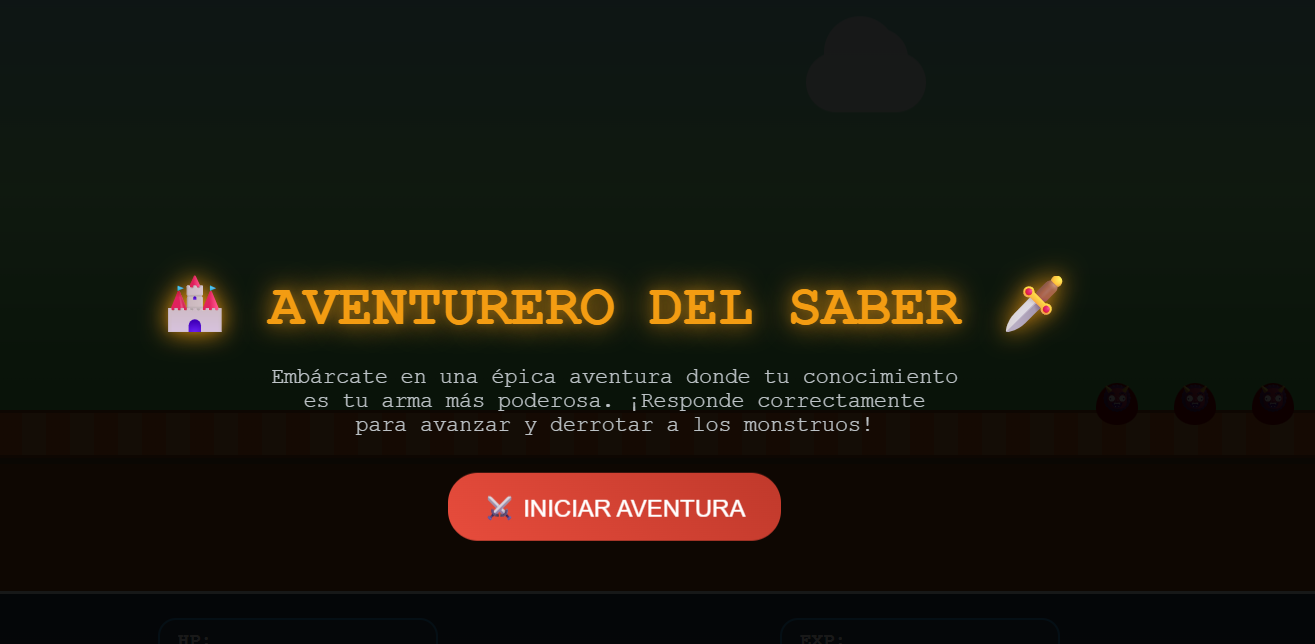 AVENTURERO DEL SABER
Embárcate en una épica aventura donde tu conocimiento
es tu arma más poderosa. ¡Responde correctamente
para avanzar y derrotar a los monstruos!
INICIAR AVENTURA
HP: EXP: